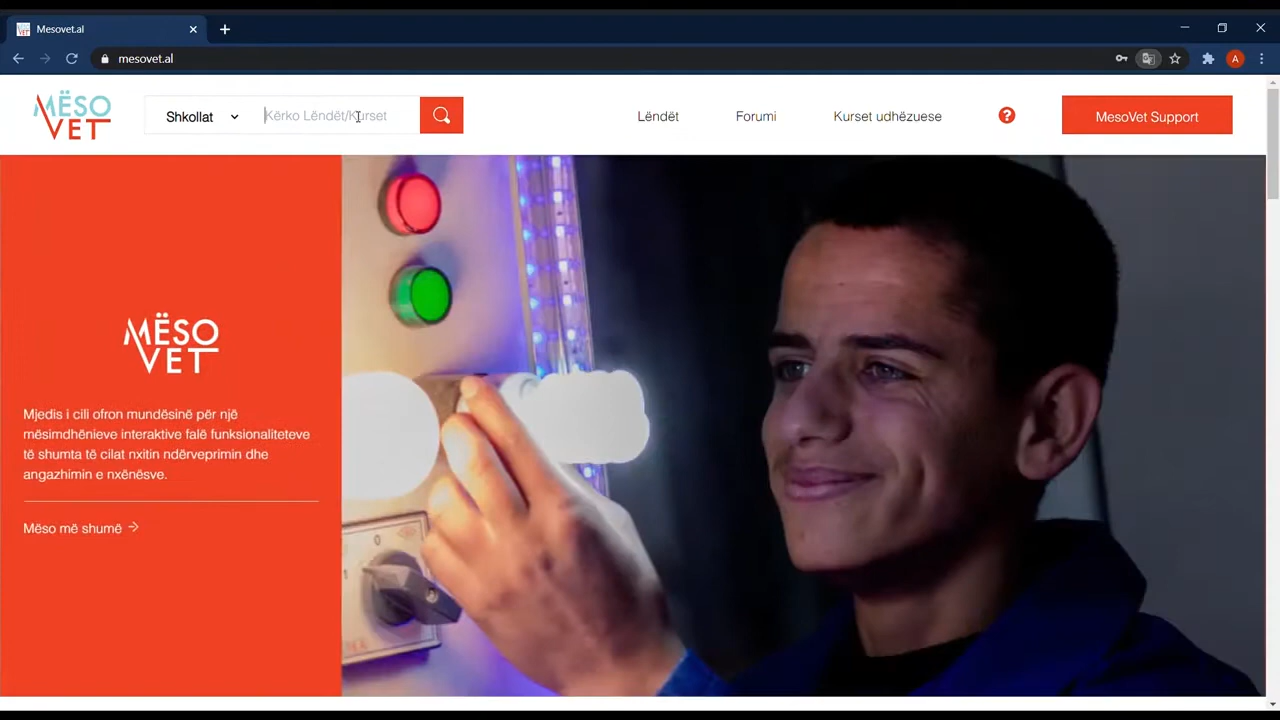 Mesovet.al
mesovet.al
A
MËSO
VET
Shkollat
Kërko Lëndët/Kurset
Lëndët
Forumi
Kurset udhëzuese
?
MesoVet Support
MËSO
VET
Mjedis i cili ofron mundësinë për një
mësimdhënieve interaktive falë funksionaliteteve
të shumta të cilat nxitin ndërveprimin dhe
angazhimin e nxënësve.
Mëso më shumë →
0